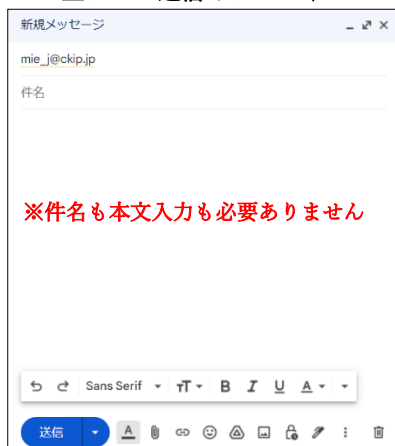 新規メッセージ
mie_j@ckip.jp
件名
※件名も本文入力も必要ありません
Sans Serif
送信